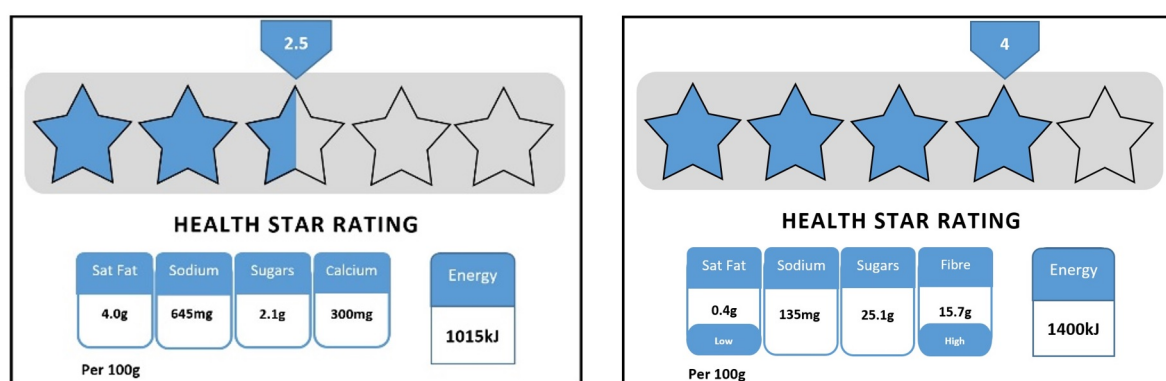 2.5
HEALTH STAR RATING
Sat Fat Sodium Sugars Calcium Energy
4.0g 645mg 2.1g 300mg
1015kJ
Per 100g
4
HEALTH STAR RATING
Sat Fat Sodium Sugars Fibre Energy
0.4g 135mg 25.1g 15.7g
1400kJ
Low High
Per 100g